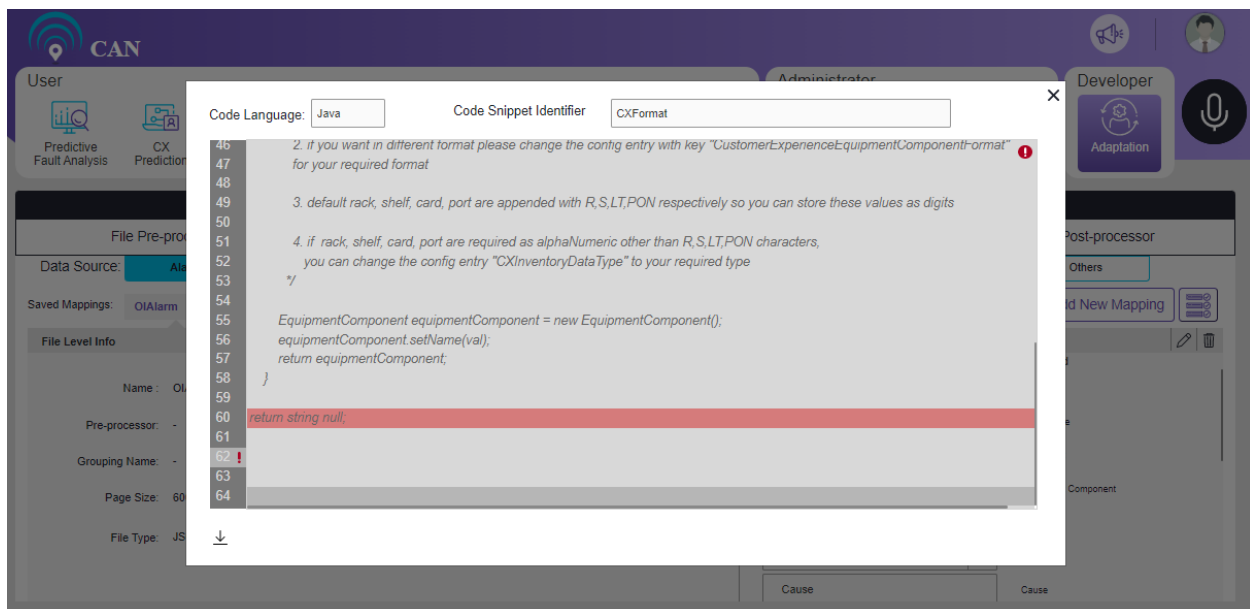 CAN
User
Administrator
Developer
Predictive
Fault Analysis
CX
Prediction
Adaptation
Code Language: Java Code Snippet Identifier CXFormat
46 2. if you want in different format please change the config entry with key "CustomerExperienceEquipmentComponentFormat"
47 for your required format
48
49 3. default rack, shelf, card, port are appended with R,S,LT,PON respectively so you can store these values as digits
50
51 4. if rack, shelf, card, port are required as alphaNumeric other than R,S,LT,PON characters,
52 you can change the config entry "CXInventoryDataType" to your required type
53 */
54
55 EquipmentComponent equipmentComponent = new EquipmentComponent();
56 equipmentComponent.setName(val);
57 return equipmentComponent;
58 }
59
60 return string null;
61
62 !
63
64
File Pre-pro
Post-processor
Data Source: Ala
Others
Saved Mappings: OIAlarm
d New Mapping
File Level Info
Name : OI
Pre-processor: -
Grouping Name: -
Page Size: 60
Component
File Type: JS
Cause Cause